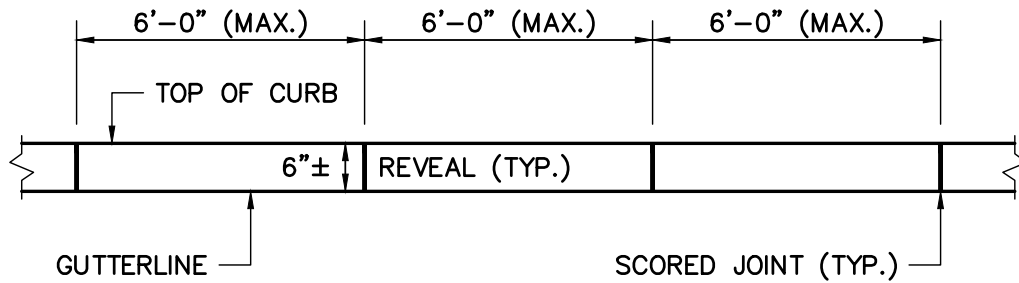 6'-0" (MAX.) 6'-0" (MAX.) 6'-0" (MAX.)
TOP OF CURB
6"± REVEAL (TYP.)
GUTTERLINE
SCORED JOINT (TYP.)